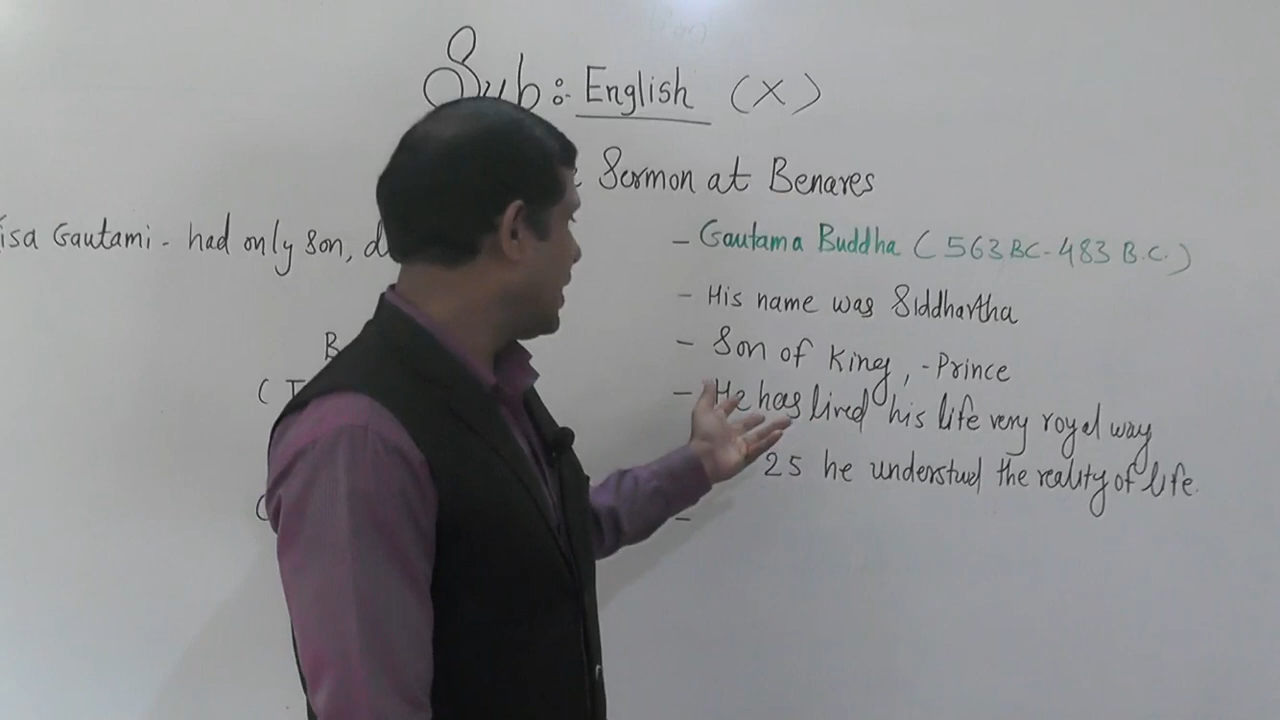 Sub:- English (X)
Sermon at Benares
isa Gautami - had only son, d
- Gautama Buddha (563 BC - 483 B.C.)
- His name was Siddhartha
- Son of King, - Prince
- He has lived his life very royal way
25 he understud the reality of life.
-
B
( T
(